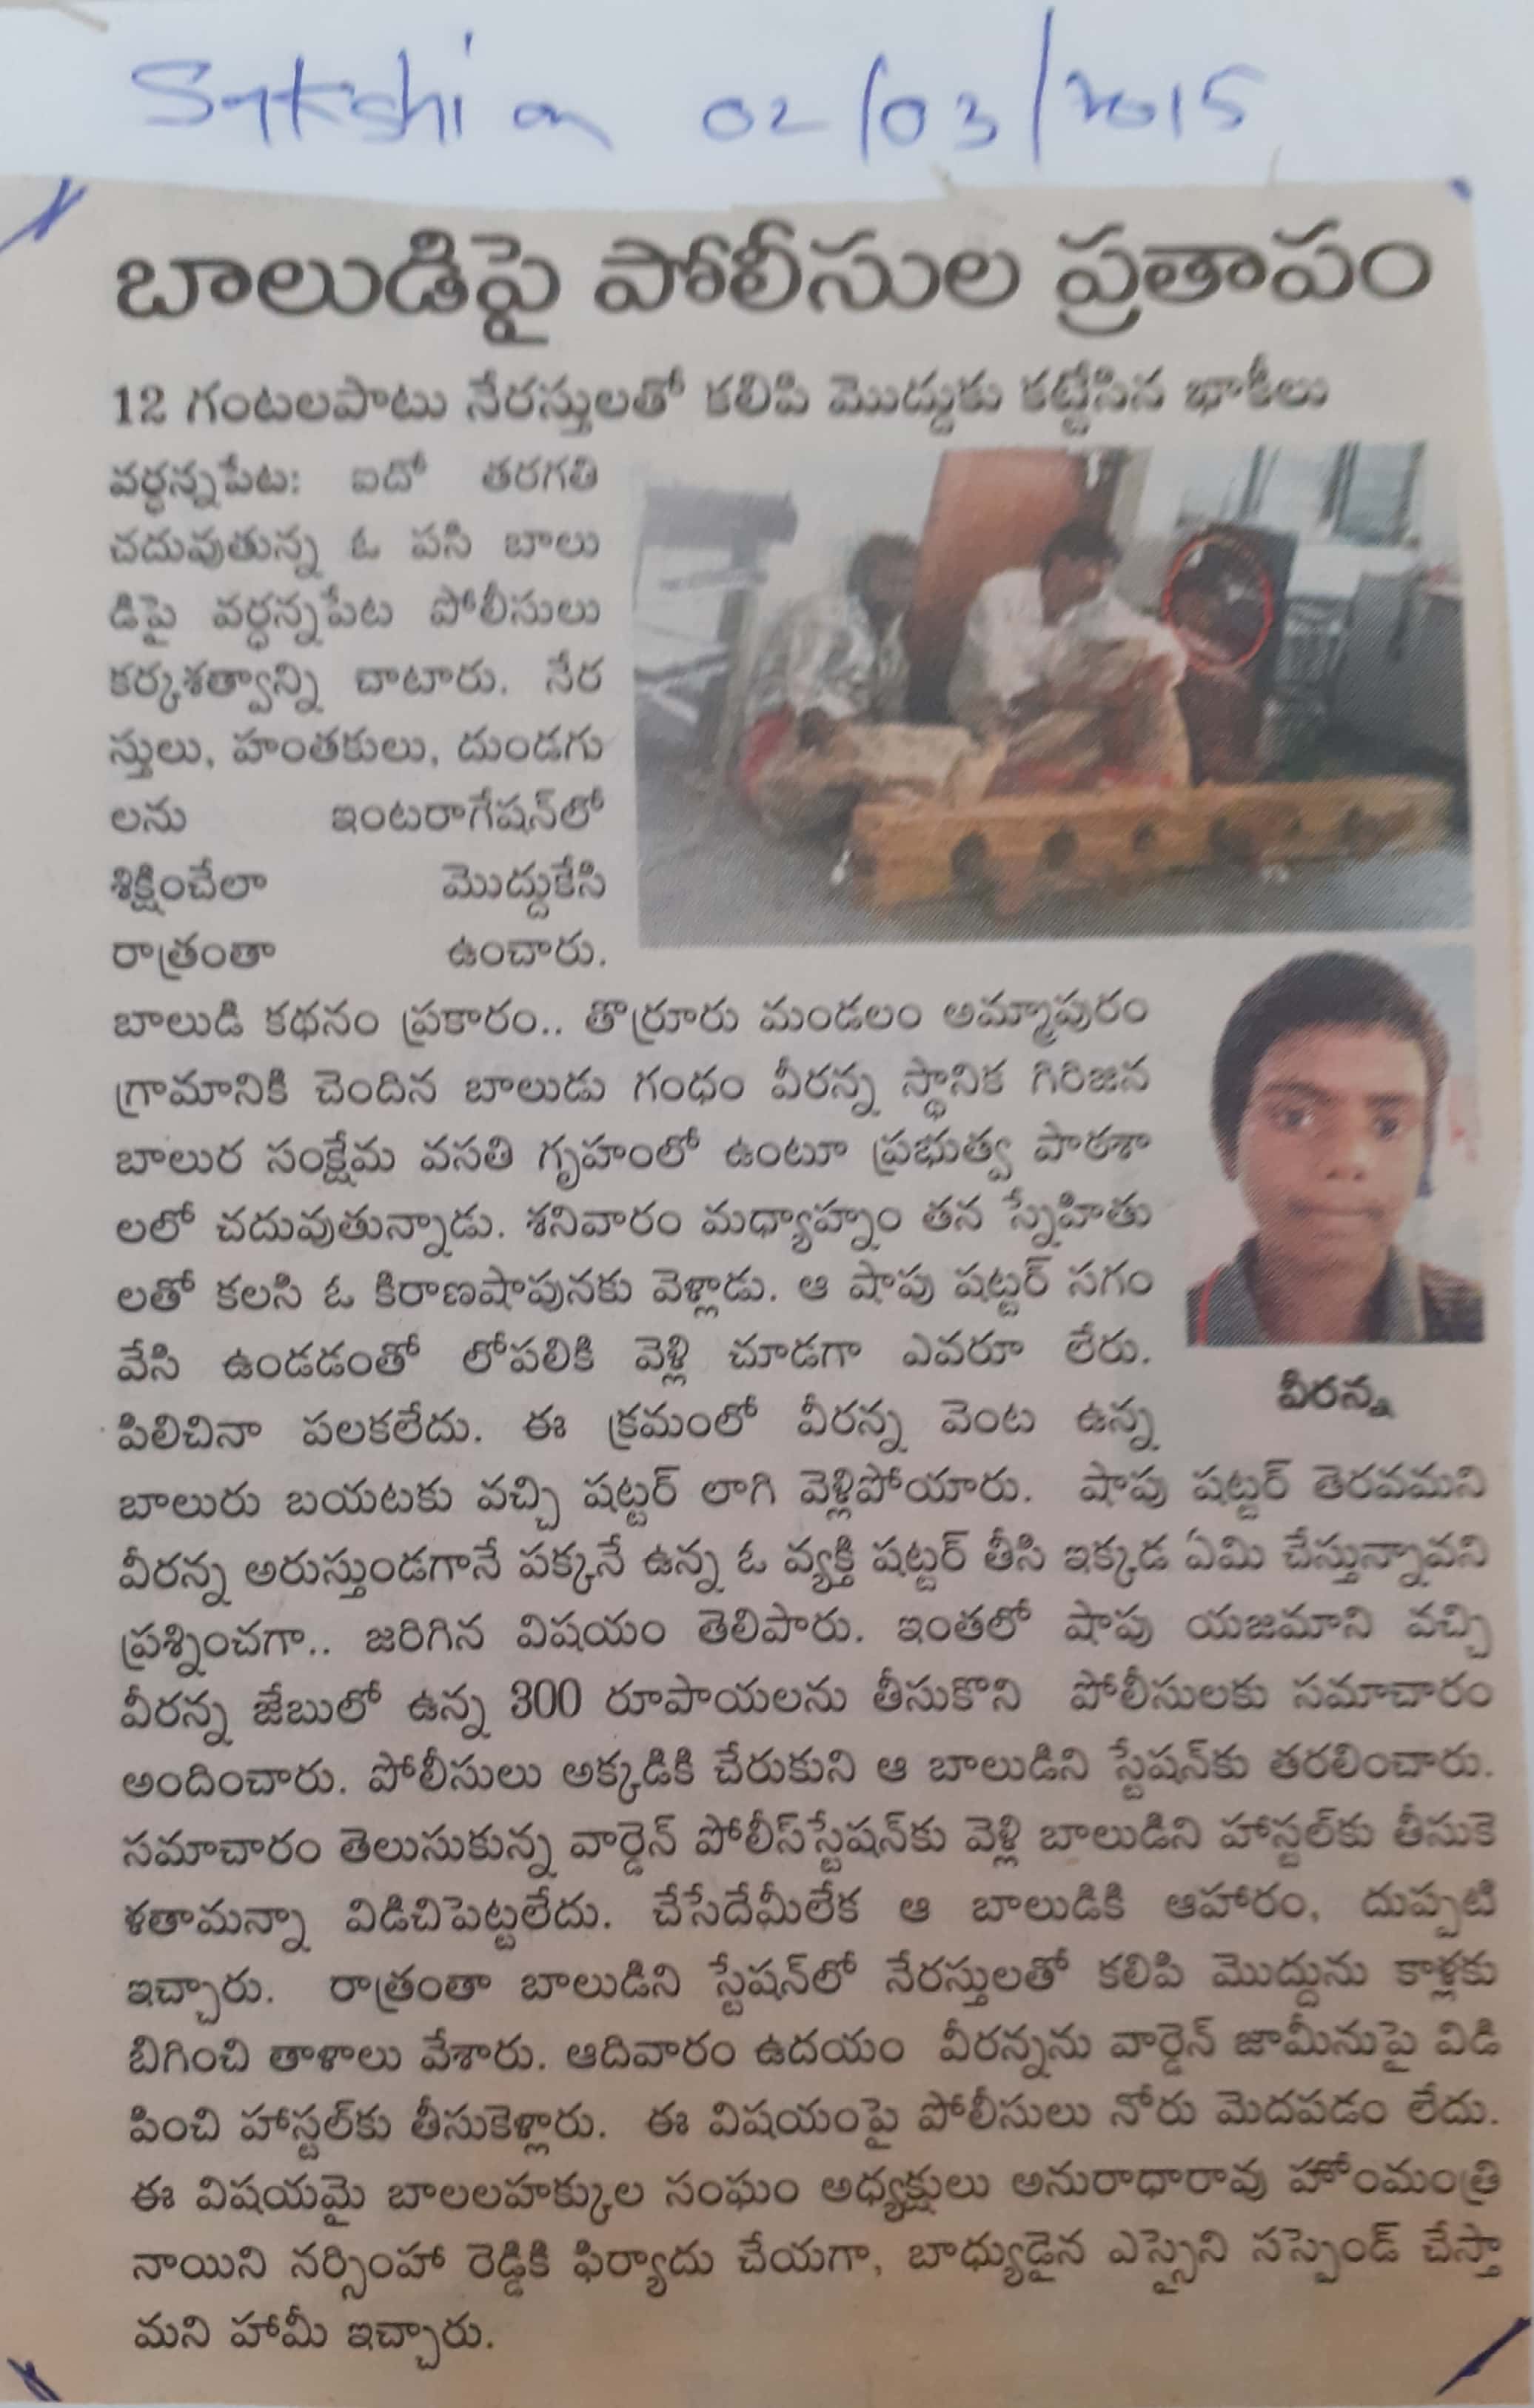 Sakshi on 02/03/2015
బాలుడిపై పోలీసుల ప్రతాపం
12 గంటలపాటు నేరస్తులతో కలిపి మొద్దుకు కట్టేసిన ఖాకీలు
వర్ధన్నపేట: ఐదో తరగతి
చదువుతున్న ఓ పసి బాలు
డిపై వర్ధన్నపేట పోలీసులు
కర్కశత్వాన్ని చాటారు. నేర
స్తులు, హంతకులు, దుండగు
లను ఇంటరాగేషన్‌లో
శిక్షించేలా మొద్దుకేసి
రాత్రంతా ఉంచారు.
బాలుడి కథనం ప్రకారం.. తొర్రూరు మండలం అమ్మాపురం
గ్రామానికి చెందిన బాలుడు గంధం వీరన్న స్థానిక గిరిజన
బాలుర సంక్షేమ వసతి గృహంలో ఉంటూ ప్రభుత్వ పాఠశా
లలో చదువుతున్నాడు. శనివారం మధ్యాహ్నం తన స్నేహితు
లతో కలసి ఓ కిరాణషాపునకు వెళ్లాడు. ఆ షాపు షట్టర్ సగం
వేసి ఉండడంతో లోపలికి వెళ్లి చూడగా ఎవరూ లేరు.
పిలిచినా పలకలేదు. ఈ క్రమంలో వీరన్న వెంట ఉన్న
వీరన్న
బాలురు బయటకు వచ్చి షట్టర్ లాగి వెళ్లిపోయారు. షాపు షట్టర్ తెరవమని
వీరన్న అరుస్తుండగానే పక్కనే ఉన్న ఓ వ్యక్తి షట్టర్ తీసి ఇక్కడ ఏమి చేస్తున్నావని
ప్రశ్నించగా.. జరిగిన విషయం తెలిపారు. ఇంతలో షాపు యజమాని వచ్చి
వీరన్న జేబులో ఉన్న 300 రూపాయలను తీసుకొని పోలీసులకు సమాచారం
అందించారు. పోలీసులు అక్కడికి చేరుకుని ఆ బాలుడిని స్టేషన్‌కు తరలించారు.
సమాచారం తెలుసుకున్న వార్డెన్ పోలీస్‌స్టేషన్‌కు వెళ్లి బాలుడిని హాస్టల్‌కు తీసుకె
ళతామన్నా విడిచిపెట్టలేదు. చేసేదేమీలేక ఆ బాలుడికి ఆహారం, దుప్పటి
ఇచ్చారు. రాత్రంతా బాలుడిని స్టేషన్‌లో నేరస్తులతో కలిపి మొద్దును కాళ్లకు
బిగించి తాళాలు వేశారు. ఆదివారం ఉదయం వీరన్నను వార్డెన్ జామీనుపై విడి
పించి హాస్టల్‌కు తీసుకెళ్లారు. ఈ విషయంపై పోలీసులు నోరు మెదపడం లేదు.
ఈ విషయమై బాలలహక్కుల సంఘం అధ్యక్షులు అనురాధారావు హోంమంత్రి
నాయిని నర్సింహా రెడ్డికి ఫిర్యాదు చేయగా, బాధ్యుడైన ఎస్సైని సస్పెండ్ చేస్తా
మని హామీ ఇచ్చారు.